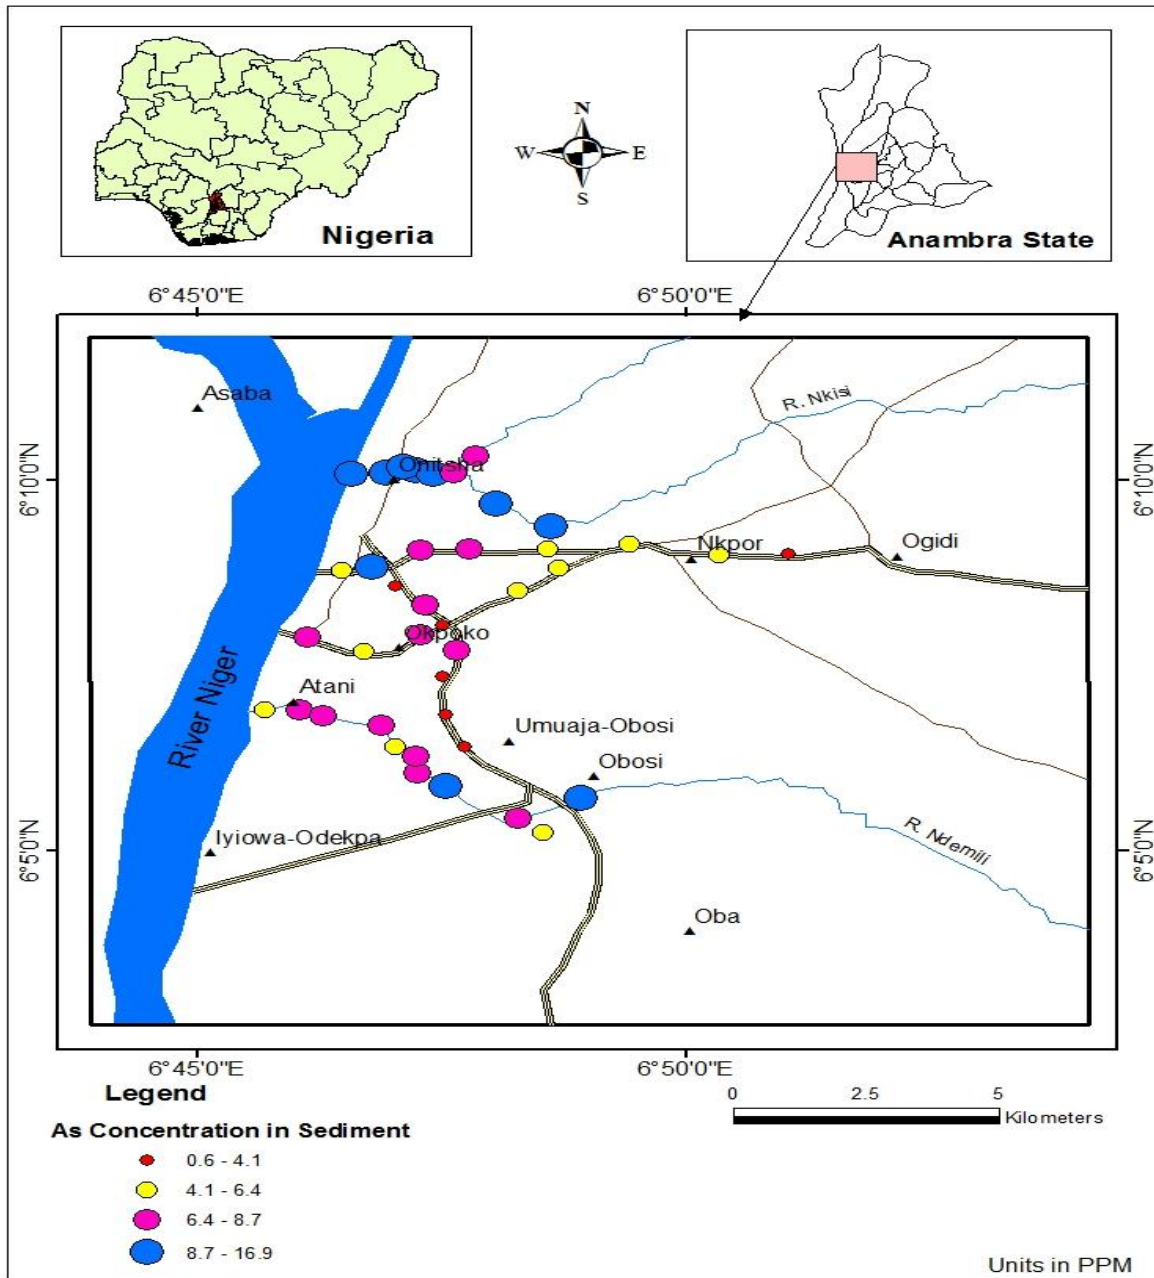 Nigeria
N
W
E
S
Anambra State
6°45'0"E
6°50'0"E
Asaba
R. Nkisi
6°10'0"N
Onitsha
6°10'0"N
Nkpor
Ogidi
Okpoko
Atani
River Niger
Umuaja-Obosi
Obosi
Iyiowa-Odekpa
R. Ndemili
6°5'0"N
6°5'0"N
Oba
6°45'0"E
6°50'0"E
Legend
0 2.5 5
Kilometers
As Concentration in Sediment
0.6 - 4.1
4.1 - 6.4
6.4 - 8.7
8.7 - 16.9
Units in PPM